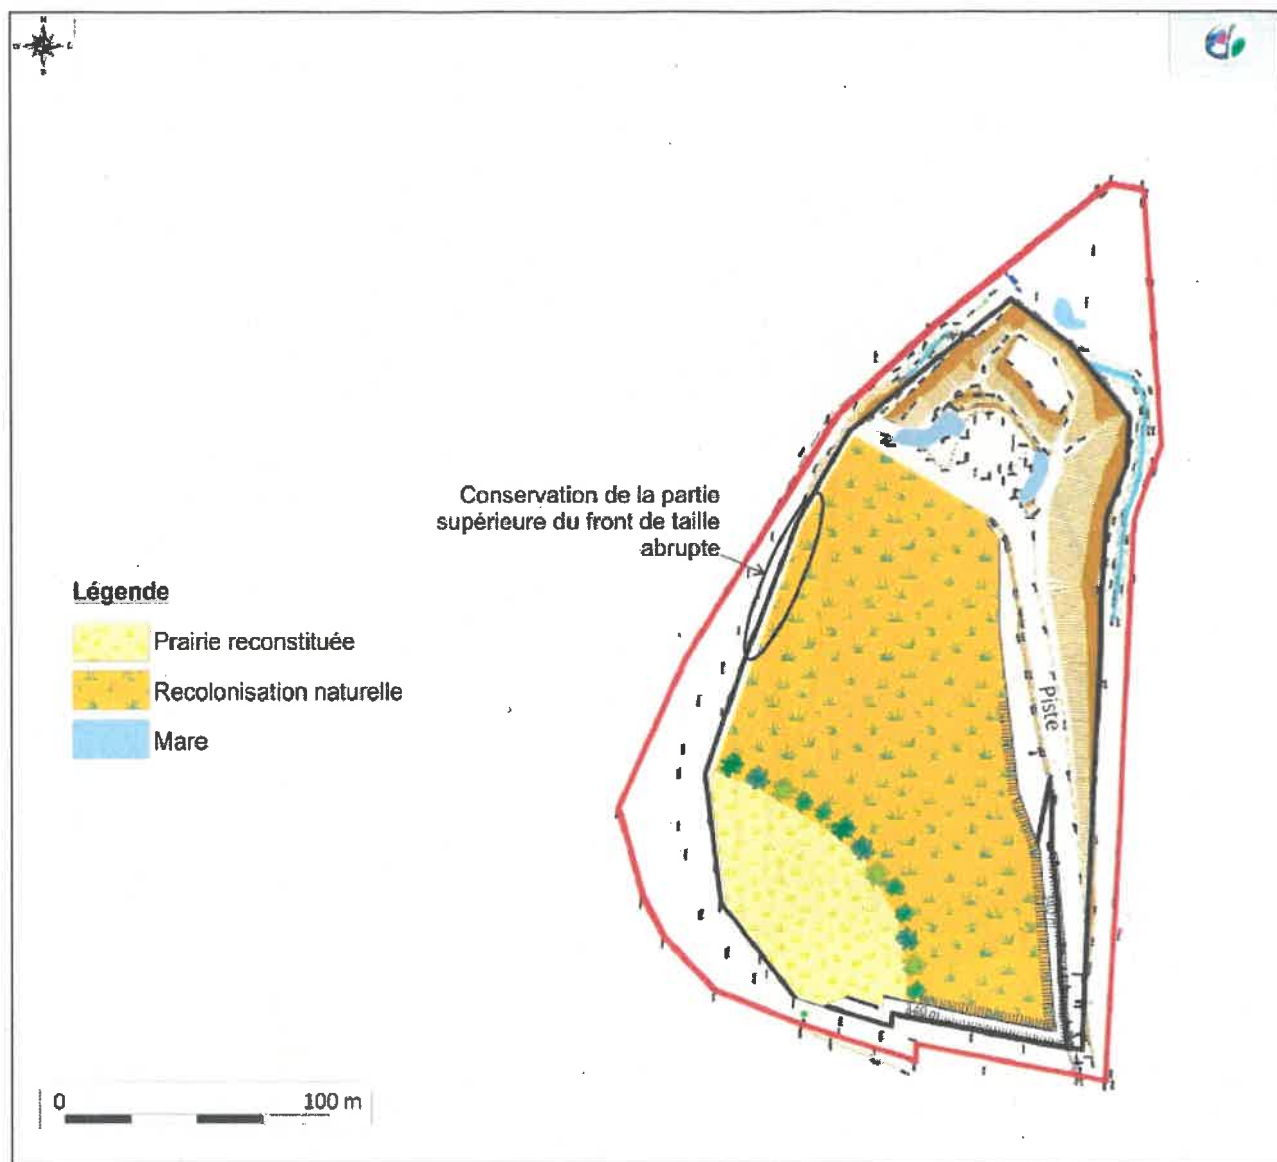 Conservation de la partie
supérieure du front de taille
abrupte
Légende
Prairie reconstituée
Recolonisation naturelle
Mare
Piste
0 100 m